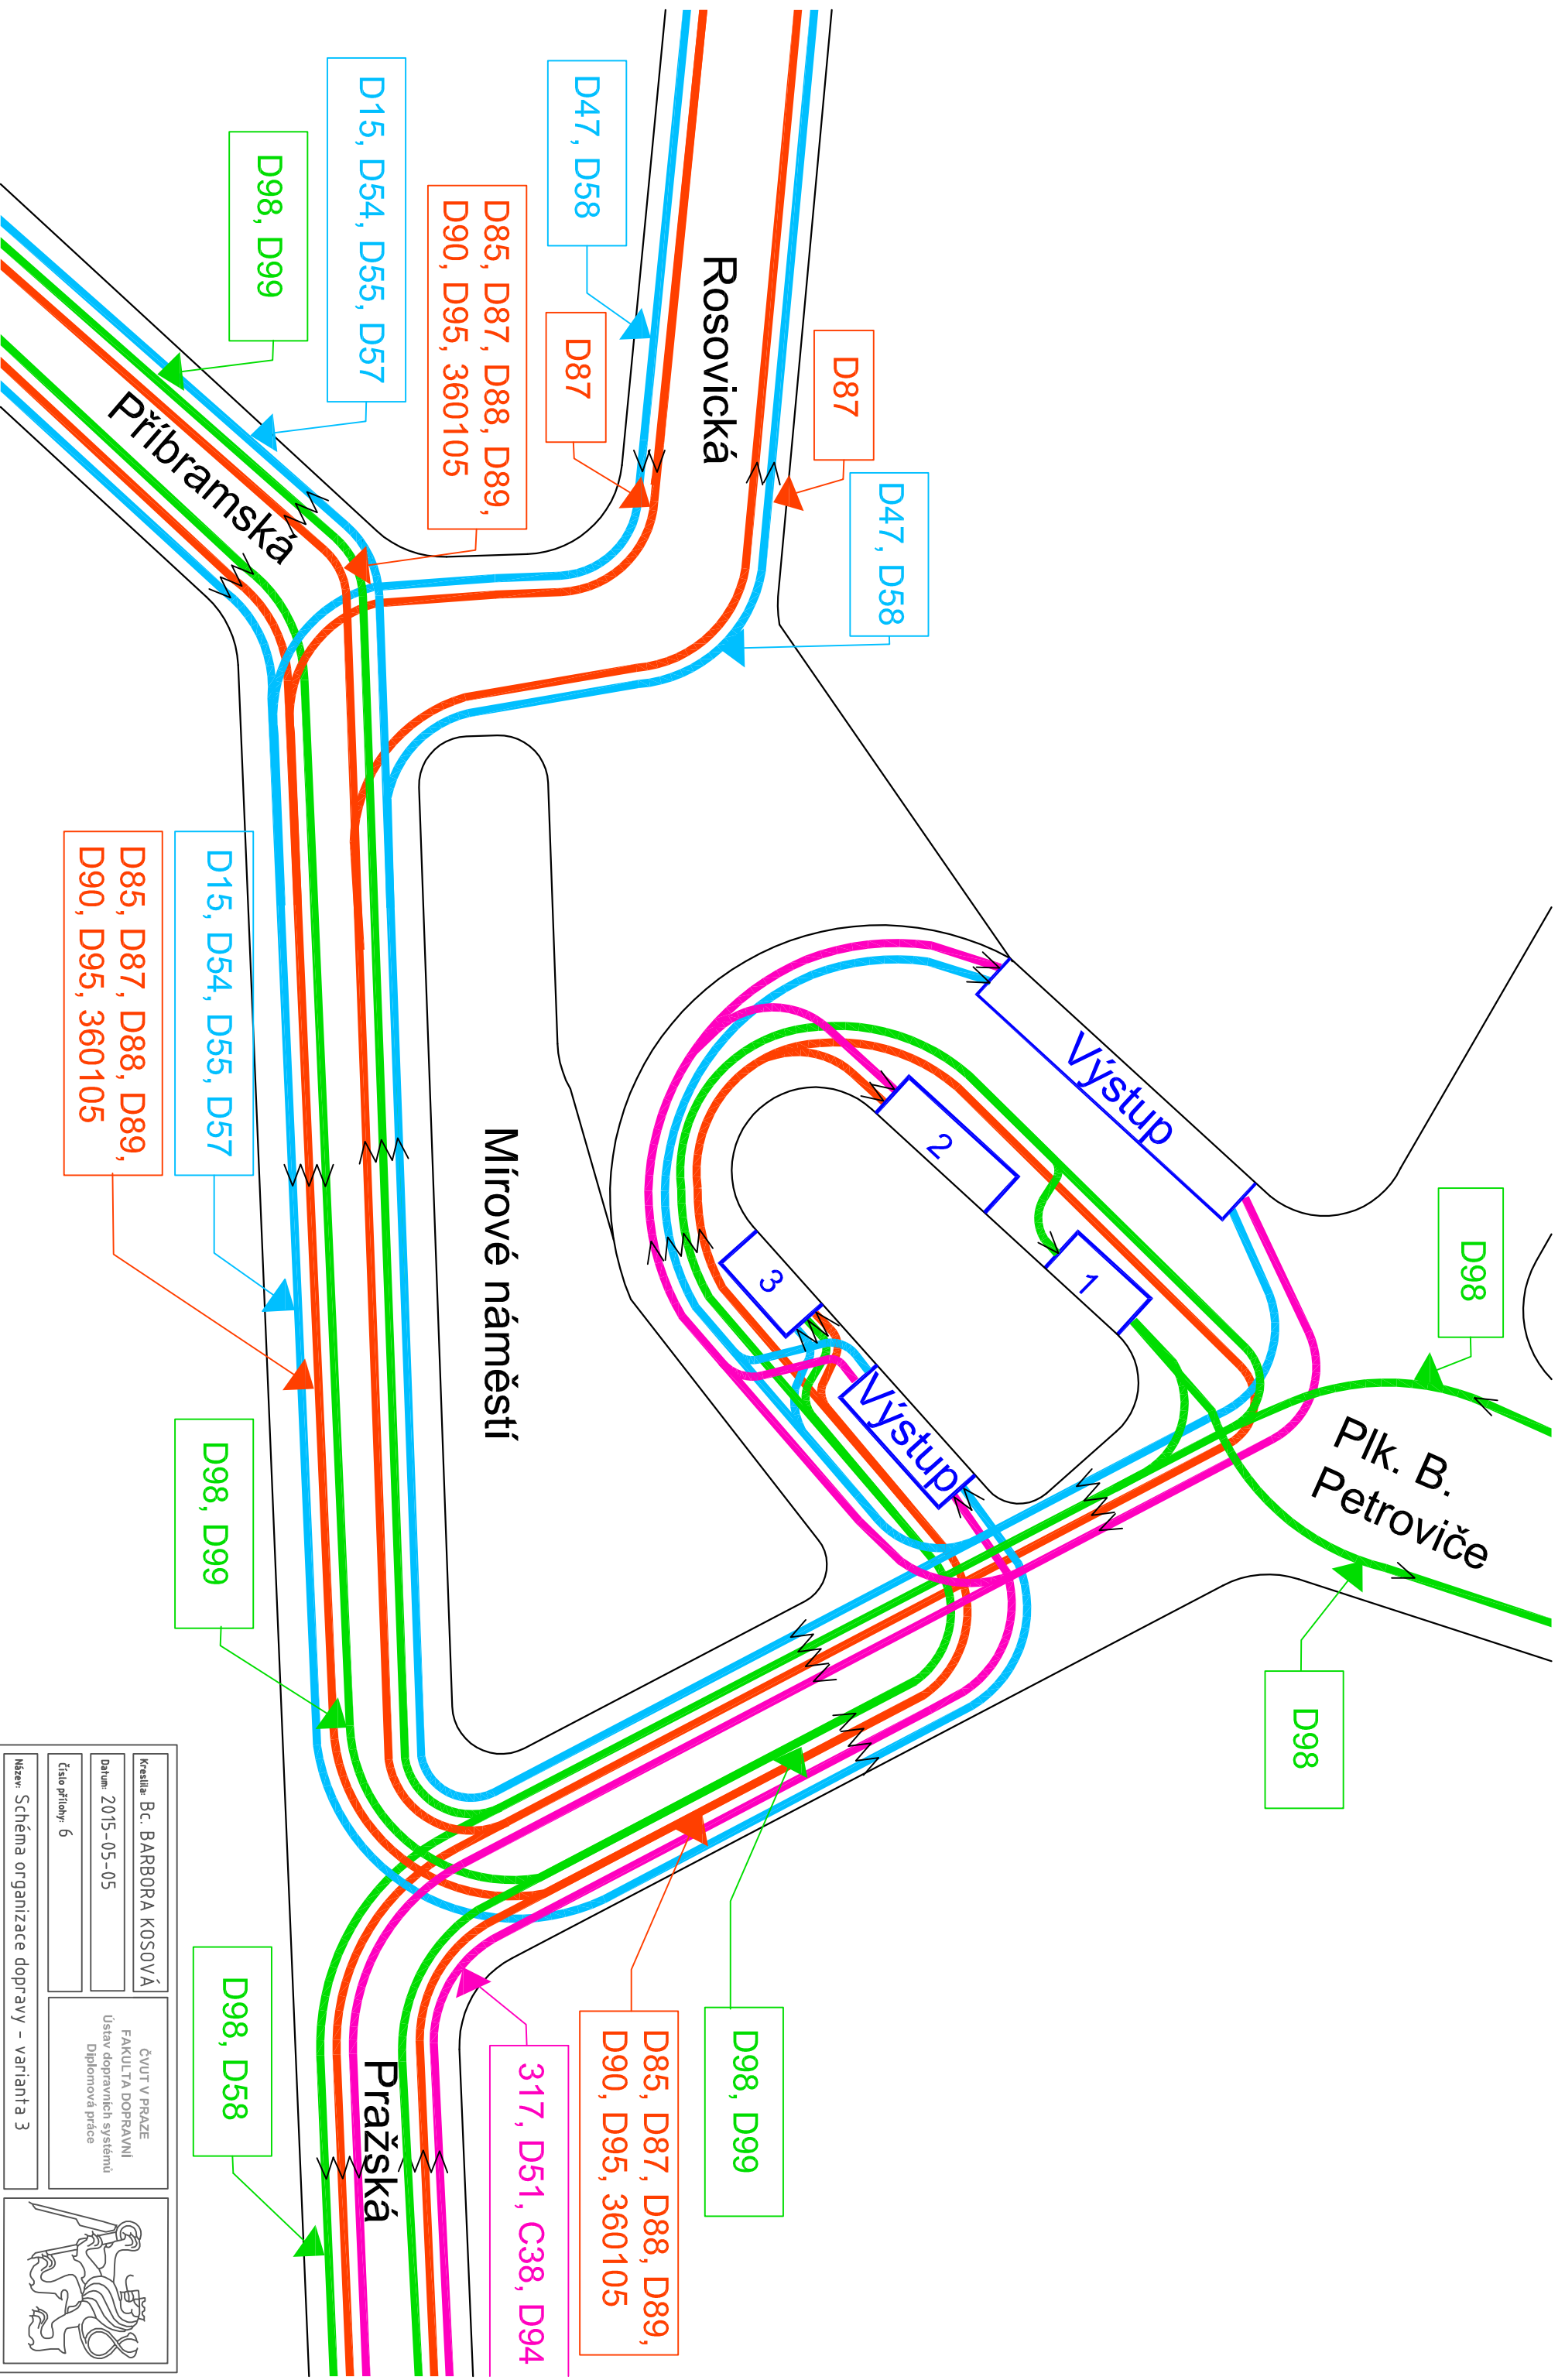 D98
D98
Plk. B.
Petroviče
D87
D47, D58
Rosovická
D47, D58
D87
D85, D87, D88, D89,
D90, D95, 360105
D15, D54, D55, D57
D98, D99
Příbramská
Výstup
2
1
3
Výstup
Mírové náměstí
D98, D99
D85, D87, D88, D89,
D90, D95, 360105
317, D51, C38, D94
Pražská
D15, D54, D55, D57
D85, D87, D88, D89,
D90, D95, 360105
D98, D99
D98, D58
Kreslila: Bc. BARBORA KOSOVÁ
Datum: 2015-05-05
Číslo přílohy: 6
Název: Schéma organizace dopravy - varianta 3
ČVUT V PRAZE
FAKULTA DOPRAVNÍ
Ústav dopravních systémů
Diplomová práce